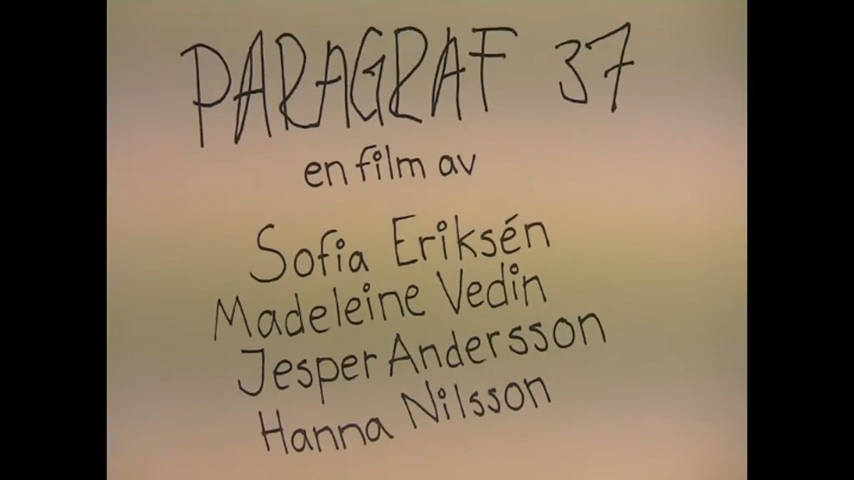 PARAGRAF 37
en film av
Sofia Eriksén
Madeleine Vedin
Jesper Andersson
Hanna Nilsson